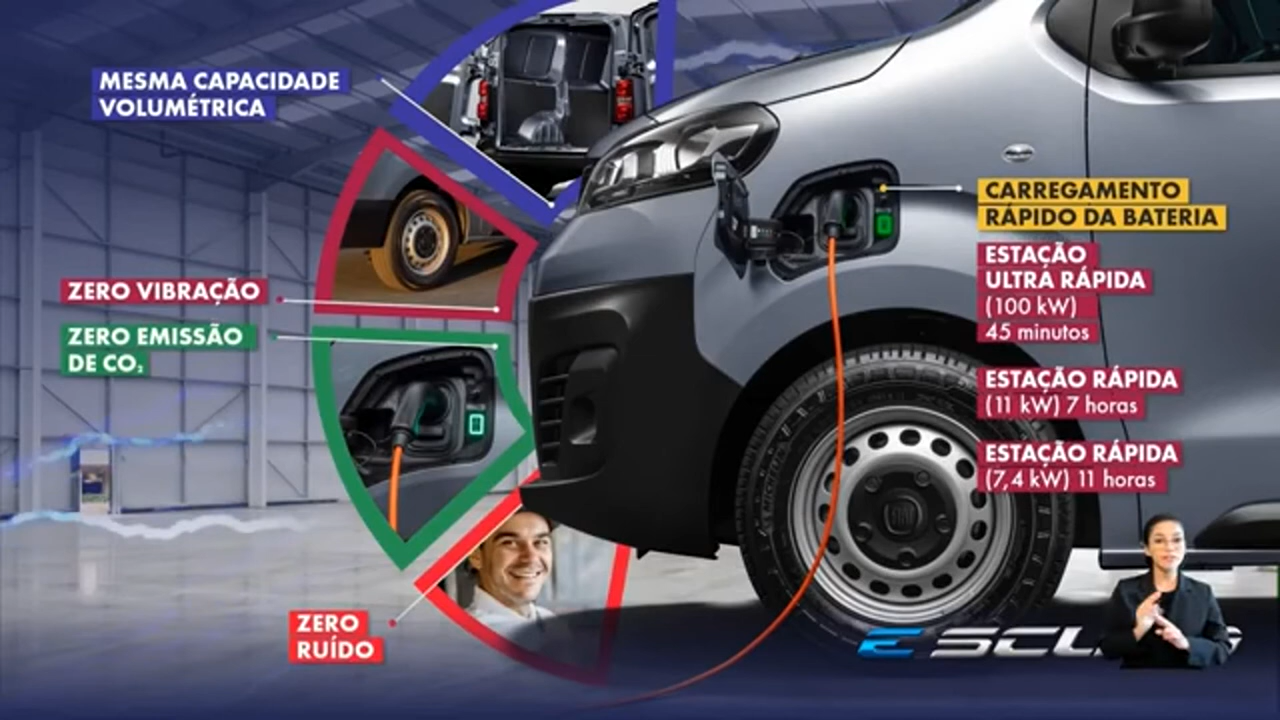 MESMA CAPACIDADE
VOLUMÉTRICA
ZERO VIBRAÇÃO
ZERO EMISSÃO
DE CO₂
ZERO
RUÍDO
CARREGAMENTO
RÁPIDO DA BATERIA
ESTAÇÃO
ULTRA RÁPIDA
(100 kW)
45 minutos
ESTAÇÃO RÁPIDA
(11 kW) 7 horas
ESTAÇÃO RÁPIDA
(7,4 kW) 11 horas
FIAT